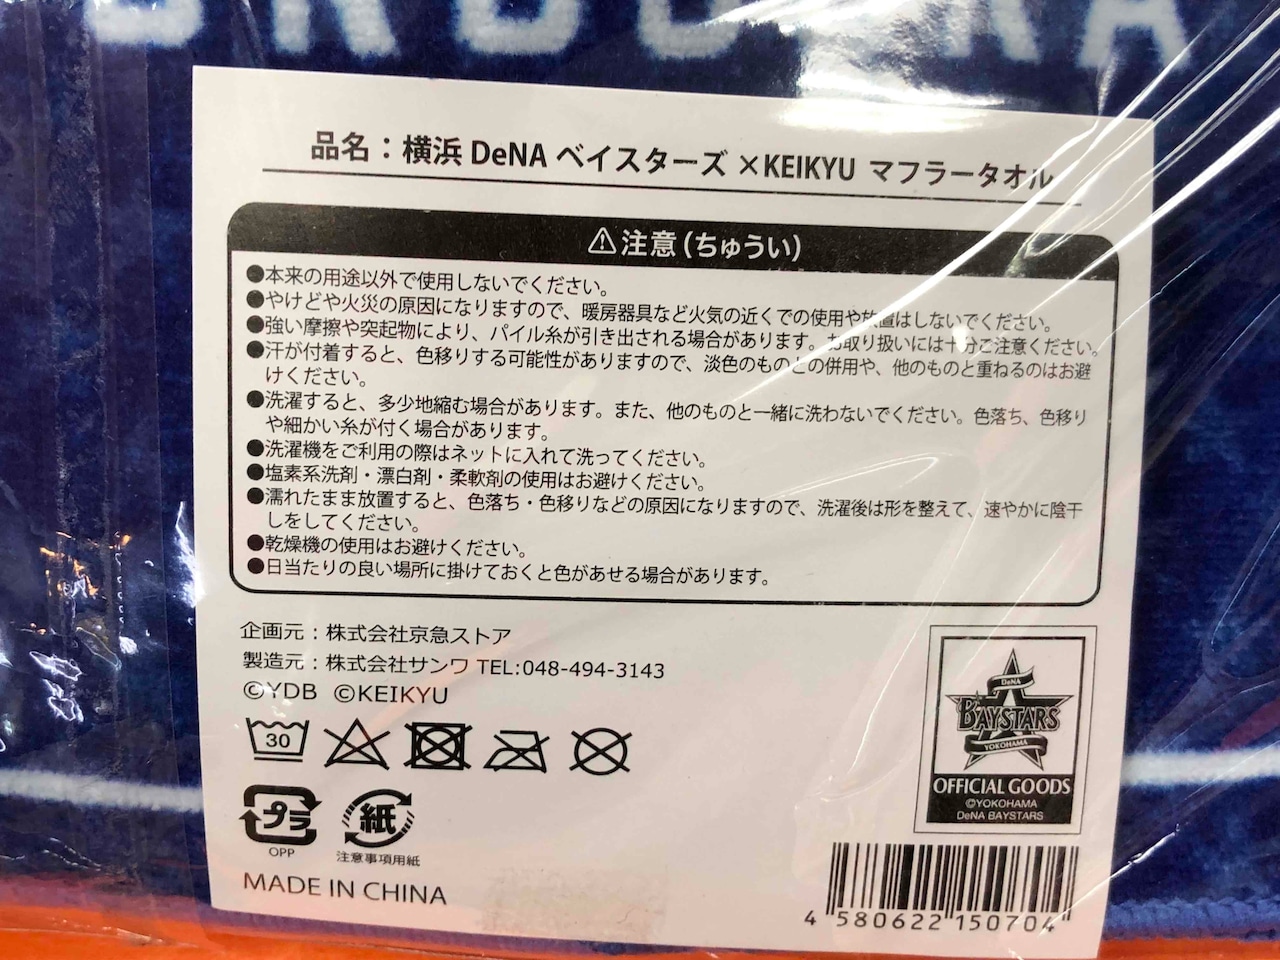 品名：横浜 DeNA ベイスターズ ×KEIKYU マフラータオル
⚠注意(ちゅうい)
●本来の用途以外で使用しないでください。
●やけどや火災の原因になりますので、暖房器具など火気の近くでの使用や放置はしないでください。
●強い摩擦や突起物により、パイル糸が引き出される場合があります。お取り扱いには十分ご注意ください。
●汗が付着すると、色移りする可能性がありますので、淡色のものとの併用や、他のものと重ねるのはお避
けください。
●洗濯すると、多少地縮む場合があります。また、他のものと一緒に洗わないでください。色落ち、色移り
や細かい糸が付く場合があります。
●洗濯機をご利用の際はネットに入れて洗ってください。
●塩素系洗剤・漂白剤・柔軟剤の使用はお避けください。
●濡れたまま放置すると、色落ち・色移りなどの原因になりますので、洗濯後は形を整えて、速やかに陰干
しをしてください。
●乾燥機の使用はお避けください。
●日当たりの良い場所に掛けておくと色があせる場合があります。
企画元：株式会社京急ストア
製造元：株式会社サンワ TEL:048-494-3143
©YDB ©KEIKYU
30
プラ
OPP
紙
注意事項用紙
MADE IN CHINA
DeNA
BAYSTARS
YOKOHAMA
OFFICIAL GOODS
©YOKOHAMA
DeNA BAYSTARS
4 580622 150704